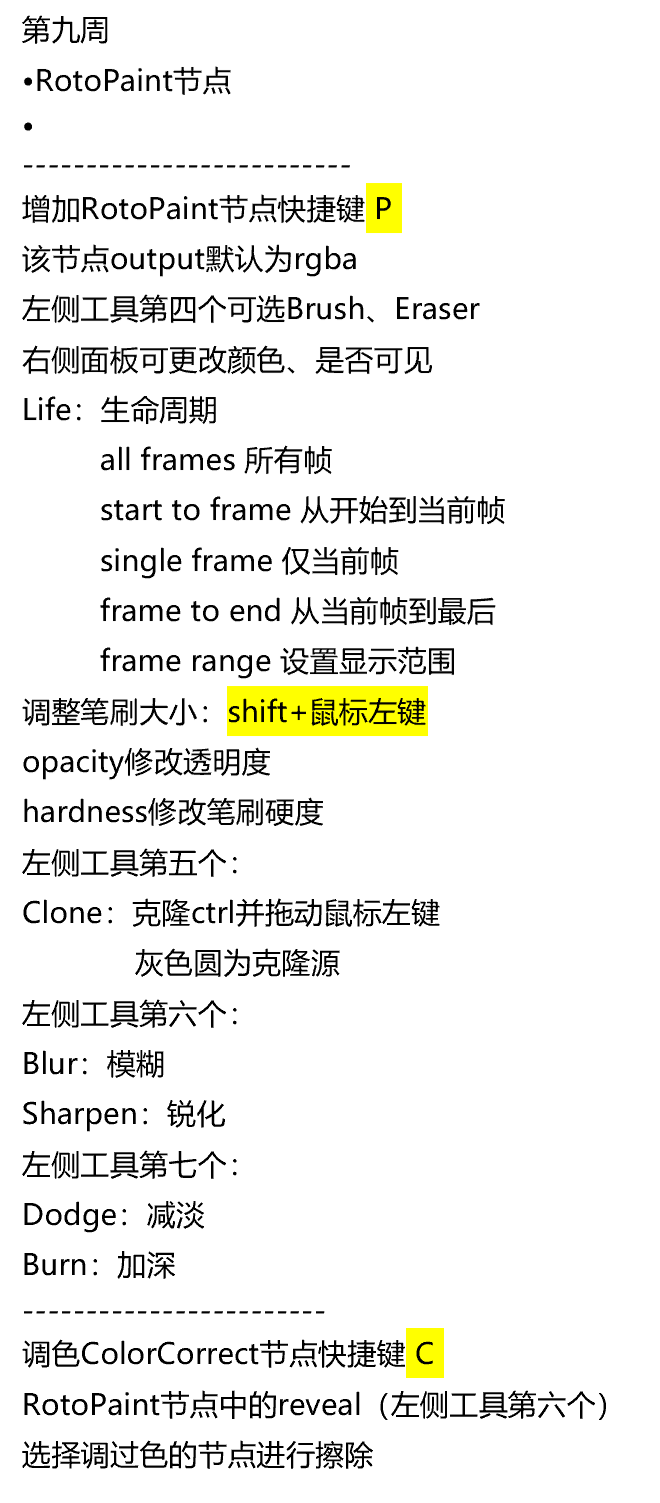 第九周
•RotoPaint节点
•
--------------------------
增加RotoPaint节点快捷键 P
该节点output默认为rgba
左侧工具第四个可选Brush、Eraser
右侧面板可更改颜色、是否可见
Life：生命周期
all frames 所有帧
start to frame 从开始到当前帧
single frame 仅当前帧
frame to end 从当前帧到最后
frame range 设置显示范围
调整笔刷大小：shift+鼠标左键
opacity修改透明度
hardness修改笔刷硬度
左侧工具第五个：
Clone：克隆ctrl并拖动鼠标左键
灰色圆为克隆源
左侧工具第六个：
Blur：模糊
Sharpen：锐化
左侧工具第七个：
Dodge：减淡
Burn：加深
------------------------
调色ColorCorrect节点快捷键 C
RotoPaint节点中的reveal（左侧工具第六个）
选择调过色的节点进行擦除